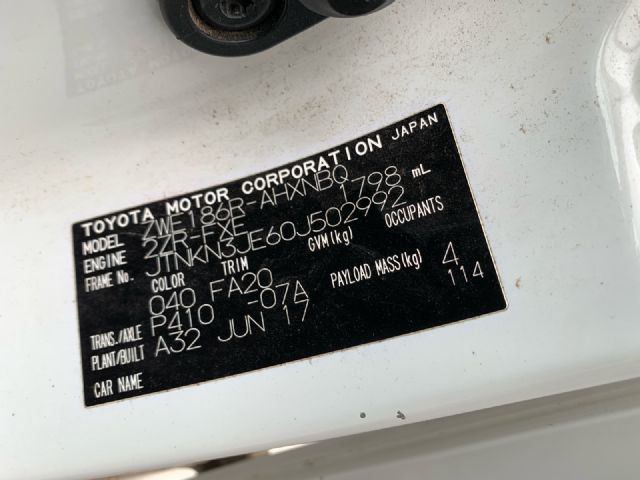 TOYOTA MOTOR CORPORATION JAPAN
MODEL ZWE186R-AHXNBQ
ENGINE 2ZR-FXE 1798 mL
FRAME No. JTNKN3JE60J502992
COLOR TRIM GVM(kg) OCCUPANTS
040 FA20 4
TRANS./AXLE P410 -07A PAYLOAD MASS(kg) 114
PLANT/BUILT A32 JUN 17
CAR NAME